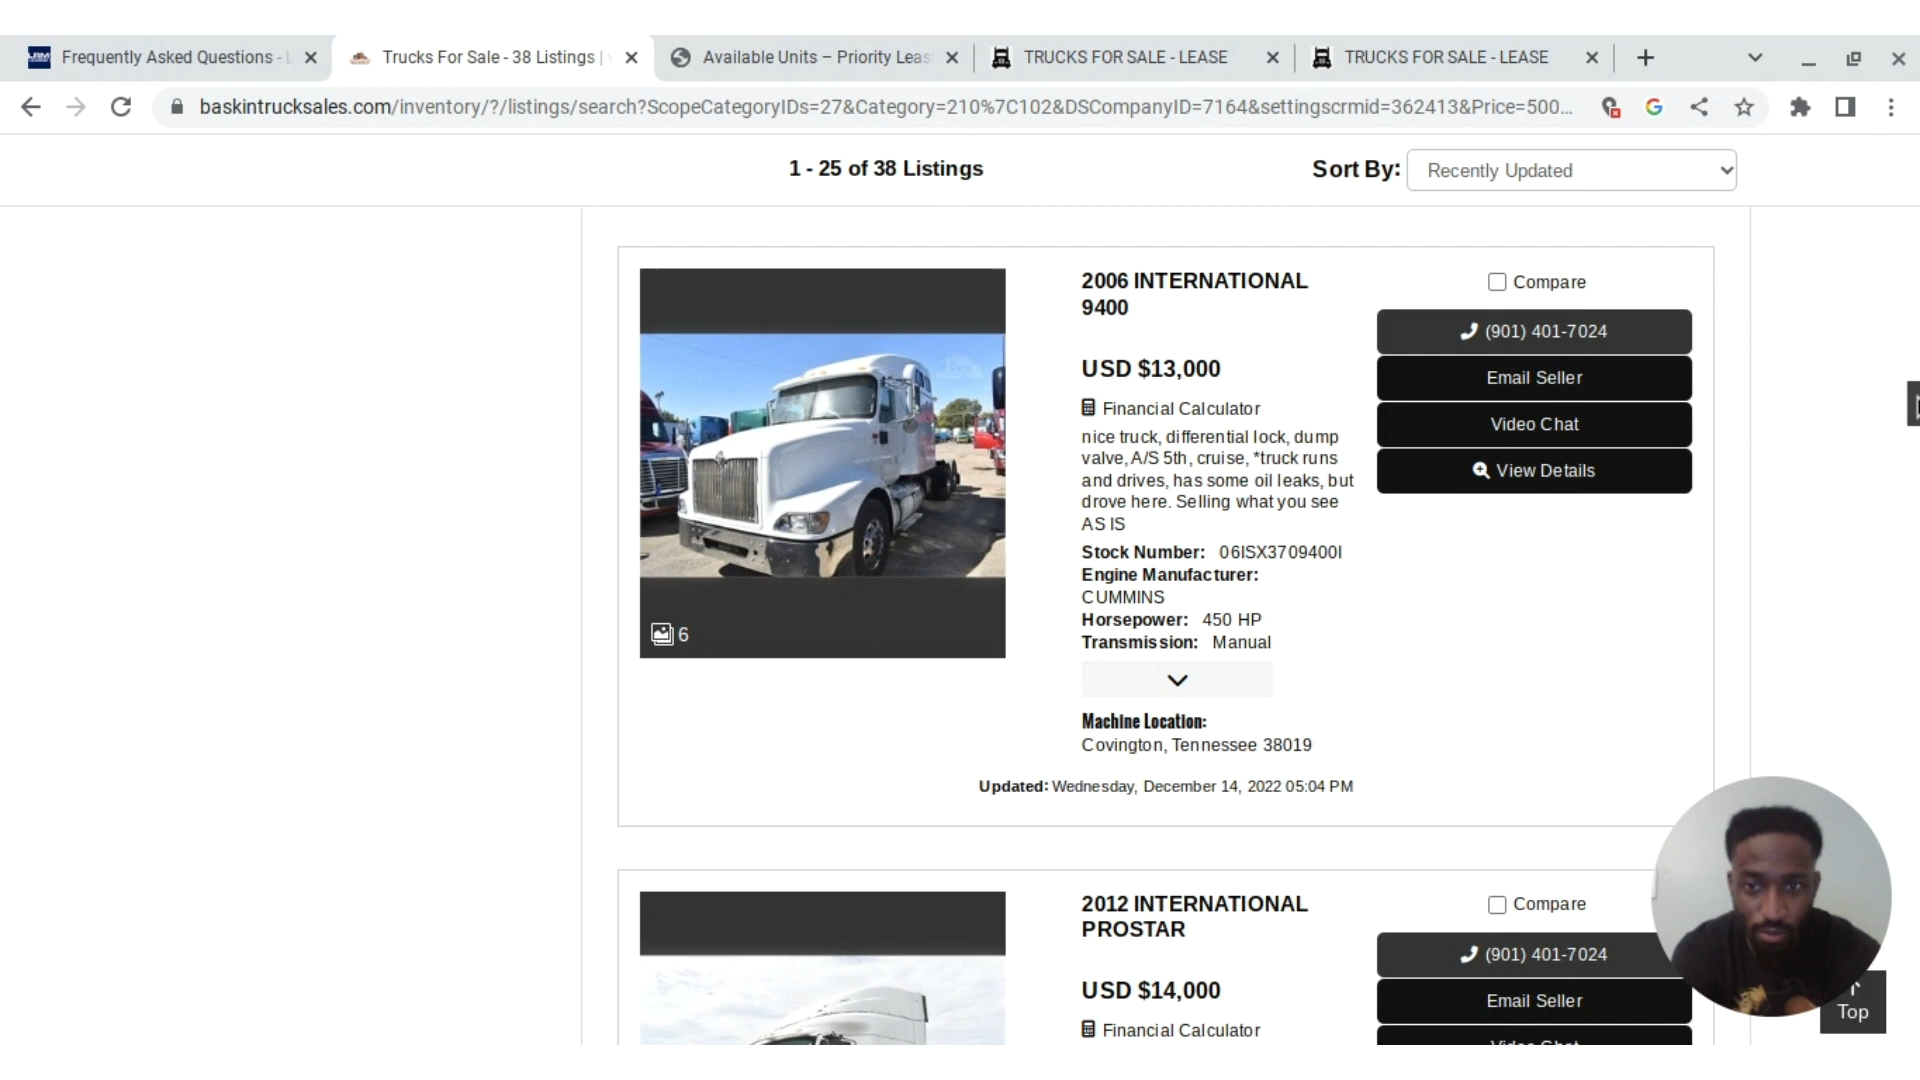 Frequently Asked Questions - L
Trucks For Sale - 38 Listings |
Available Units – Priority Leas
TRUCKS FOR SALE - LEASE
TRUCKS FOR SALE - LEASE
baskintrucksales.com/inventory/?/listings/search?ScopeCategoryIDs=27&Category=210%7C102&DSCompanyID=7164&settingscrmid=362413&Price=500...
1 - 25 of 38 Listings
Sort By: Recently Updated
2006 INTERNATIONAL
9400
USD $13,000
Financial Calculator
nice truck, differential lock, dump
valve, A/S 5th, cruise, *truck runs
and drives, has some oil leaks, but
drove here. Selling what you see
AS IS
Stock Number: 06ISX3709400I
Engine Manufacturer:
CUMMINS
Horsepower: 450 HP
Transmission: Manual
Machine Location:
Covington, Tennessee 38019
Updated: Wednesday, December 14, 2022 05:04 PM
Compare
(901) 401-7024
Email Seller
Video Chat
View Details
6
2012 INTERNATIONAL
PROSTAR
USD $14,000
Financial Calculator
Compare
(901) 401-7024
Email Seller
Video Chat
Top